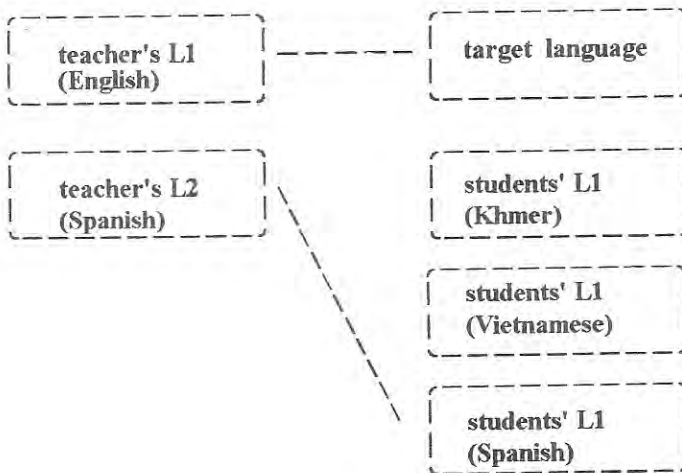 teacher's L1
(English)
target language
teacher's L2
(Spanish)
students' L1
(Khmer)
students' L1
(Vietnamese)
students' L1
(Spanish)